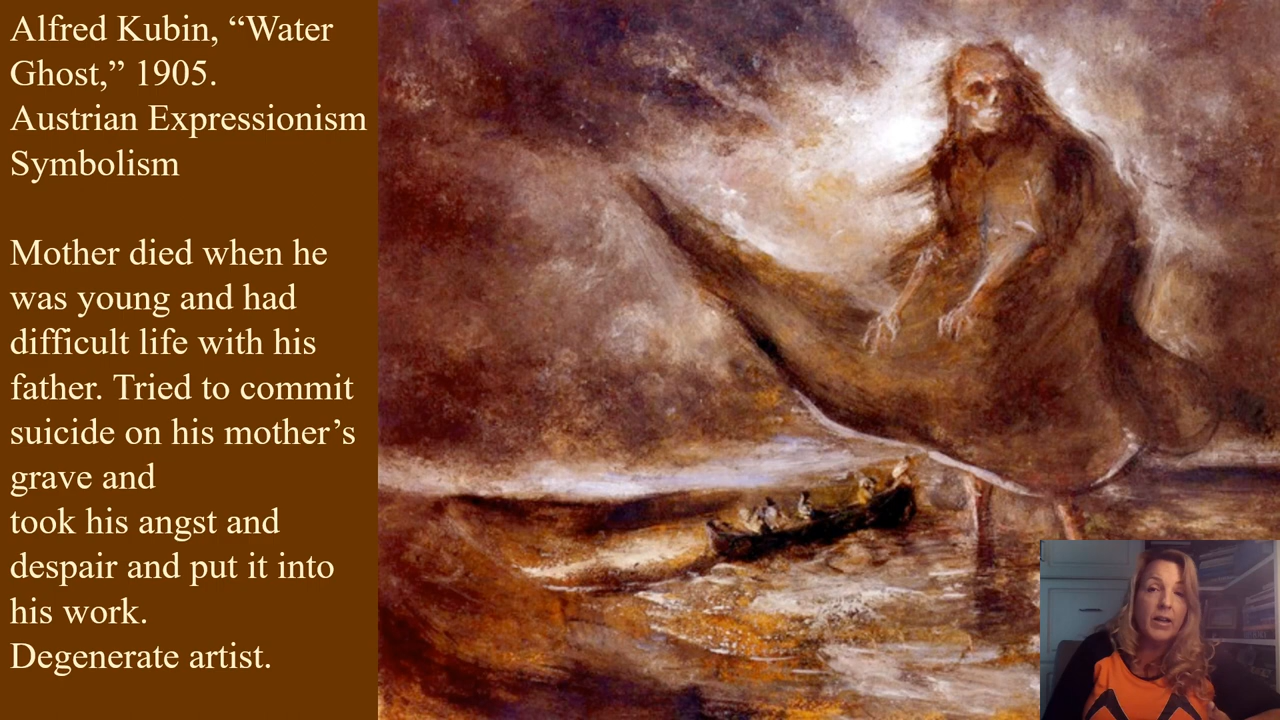 Alfred Kubin, “Water
Ghost,” 1905.
Austrian Expressionism
Symbolism
Mother died when he
was young and had
difficult life with his
father. Tried to commit
suicide on his mother’s
grave and
took his angst and
despair and put it into
his work.
Degenerate artist.